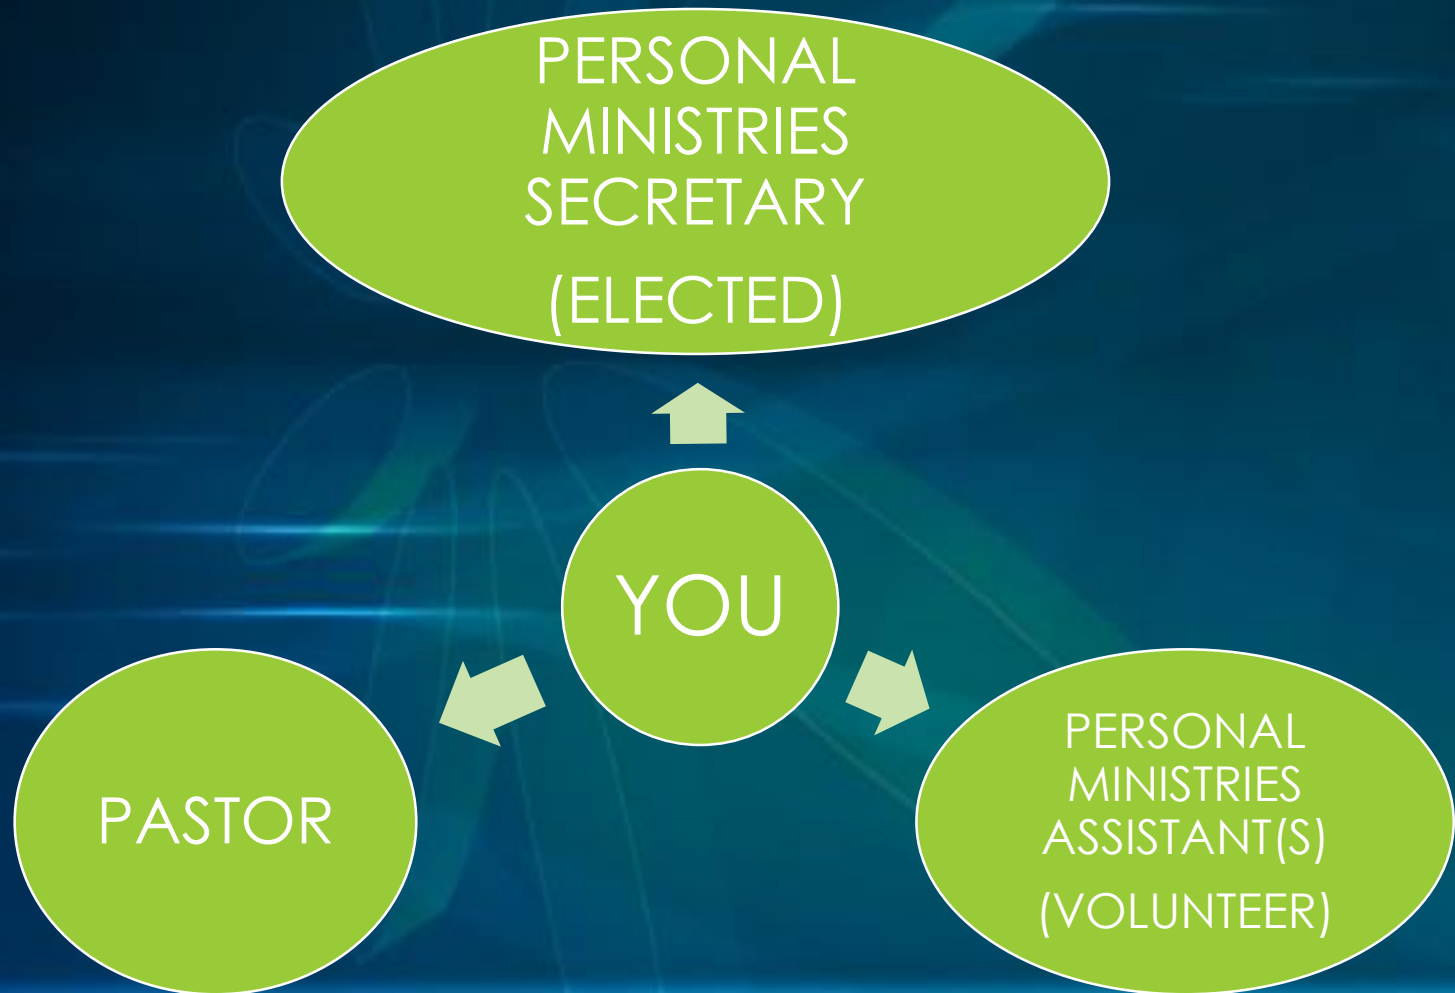 PERSONAL
MINISTRIES
SECRETARY
(ELECTED)
YOU
PASTOR
PERSONAL
MINISTRIES
ASSISTANT(S)
(VOLUNTEER)